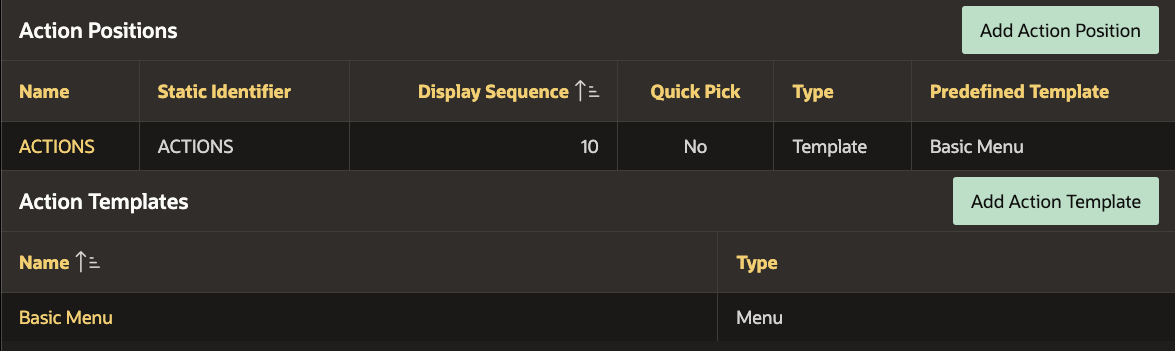 Action Positions Add Action Position
Name Static Identifier Display Sequence Quick Pick Type Predefined Template
ACTIONS ACTIONS 10 No Template Basic Menu
Action Templates Add Action Template
Name Type
Basic Menu Menu